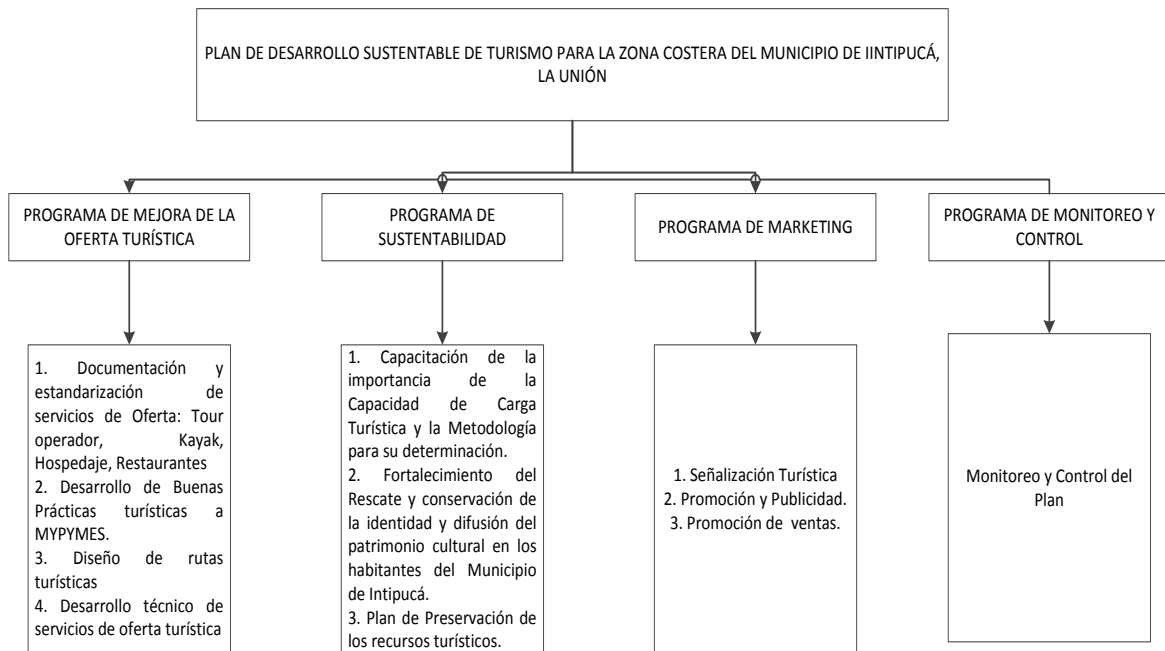 PLAN DE DESARROLLO SUSTENTABLE DE TURISMO PARA LA ZONA COSTERA DEL MUNICIPIO DE IINTIPUCÁ,
LA UNIÓN
PROGRAMA DE MEJORA DE LA
OFERTA TURÍSTICA
PROGRAMA DE
SUSTENTABILIDAD
PROGRAMA DE MARKETING
PROGRAMA DE MONITOREO Y
CONTROL
1. Documentación y
estandarización de
servicios de Oferta: Tour
operador, Kayak,
Hospedaje, Restaurantes
2. Desarrollo de Buenas
Prácticas turísticas a
MYPYMES.
3. Diseño de rutas
turísticas
4. Desarrollo técnico de
servicios de oferta turística
1. Capacitación de la
importancia de la
Capacidad de Carga
Turística y la Metodología
para su determinación.
2. Fortalecimiento del
Rescate y conservación de
la identidad y difusión del
patrimonio cultural en los
habitantes del Municipio
de Intipucá.
3. Plan de Preservación de
los recursos turísticos.
1. Señalización Turística
2. Promoción y Publicidad.
3. Promoción de ventas.
Monitoreo y Control del
Plan